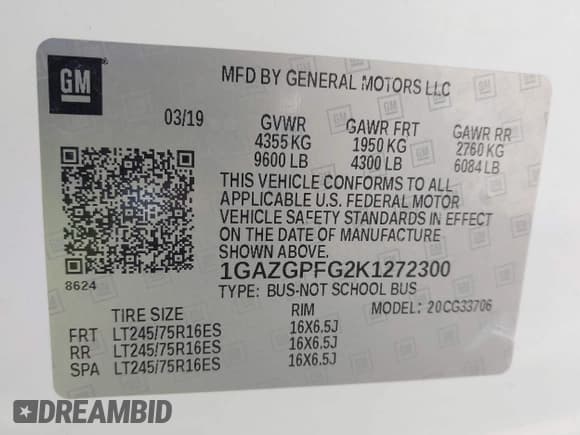 GM
MFD BY GENERAL MOTORS LLC
03/19
GVWR GAWR FRT GAWR RR
4355 KG 1950 KG 2760 KG
9600 LB 4300 LB 6084 LB
THIS VEHICLE CONFORMS TO ALL
APPLICABLE U.S. FEDERAL MOTOR
VEHICLE SAFETY STANDARDS IN EFFECT
ON THE DATE OF MANUFACTURE
SHOWN ABOVE.
1GAZGPFG2K1272300
8624
TYPE: BUS-NOT SCHOOL BUS
MODEL: 20CG33706
TIRE SIZE RIM
FRT LT245/75R16ES 16X6.5J
RR LT245/75R16ES 16X6.5J
SPA LT245/75R16ES 16X6.5J
DREAMBID